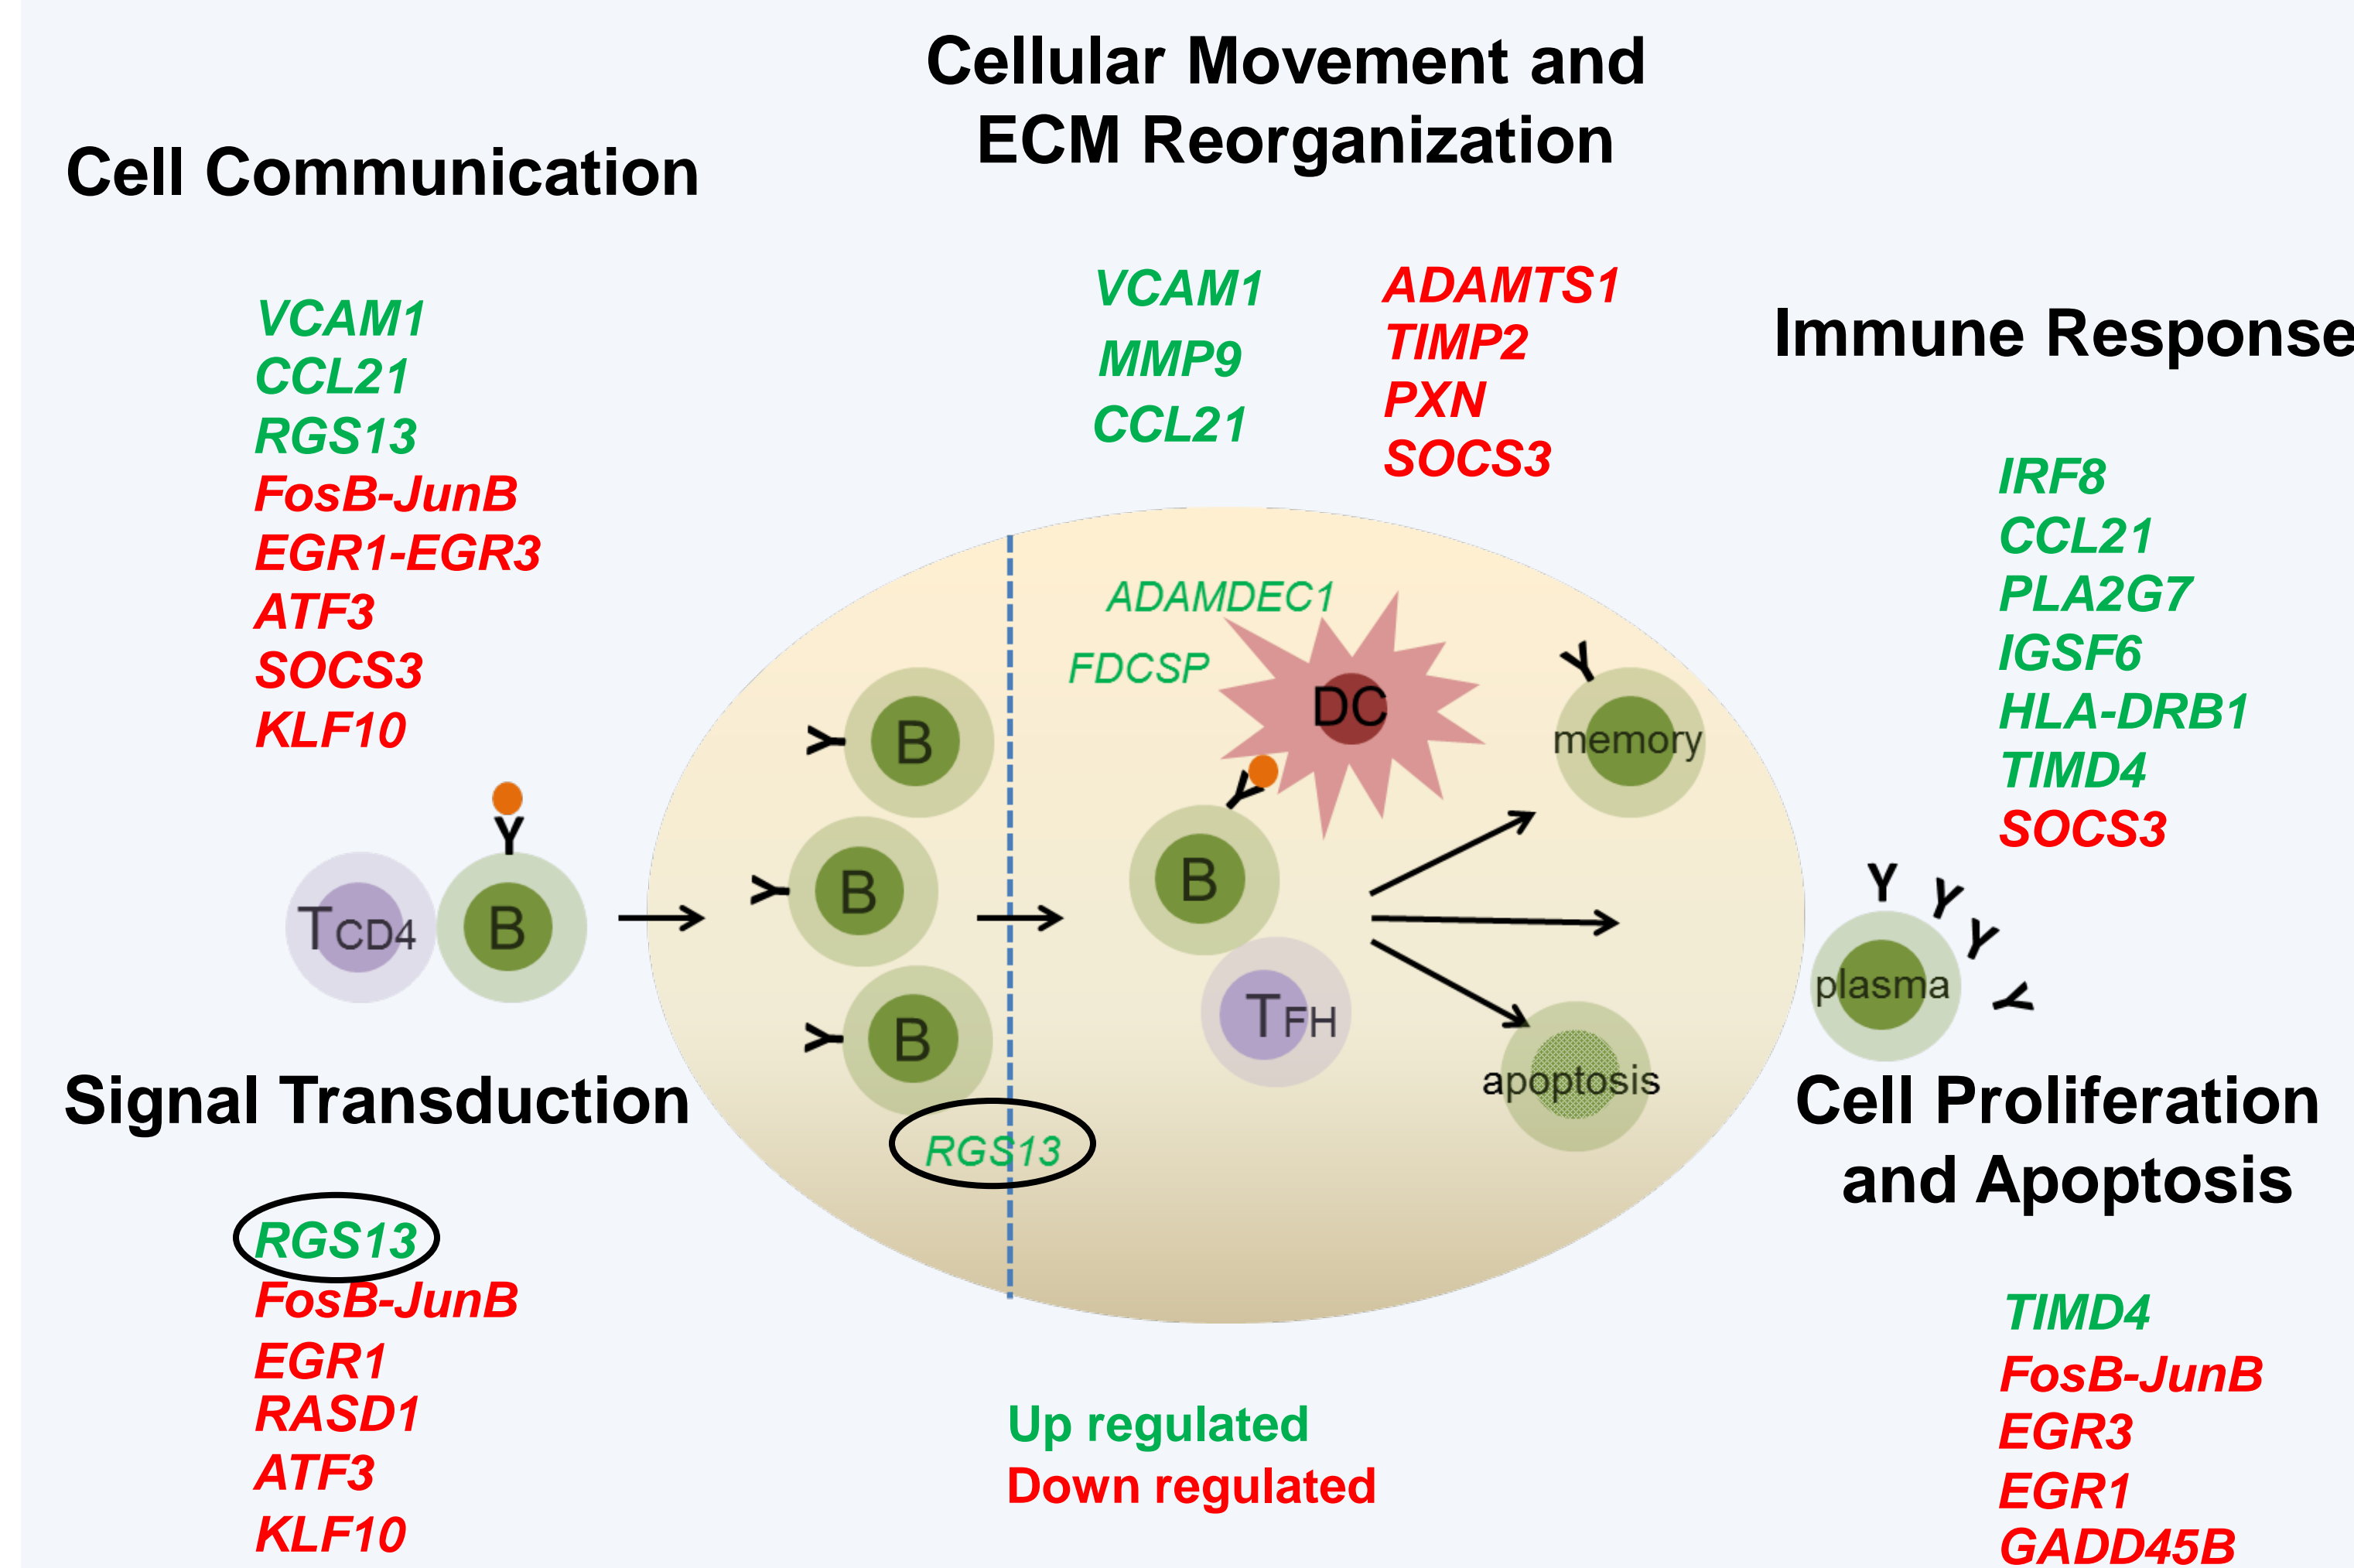 Cellular Movement and
ECM Reorganization
Cell Communication
VCAM1
CCL21
RGS13
FosB-JunB
EGR1-EGR3
ATF3
SOCS3
KLF10
VCAM1
MMP9
CCL21
ADAMTS1
TIMP2
PXN
SOCS3
Immune Response
IRF8
CCL21
PLA2G7
IGSF6
HLA-DRB1
TIMD4
SOCS3
ADAMDEC1
FDCSP
DC
B
memory
B
B
TCD4
B
B
TFH
plasma
apoptosis
RGS13
Signal Transduction
RGS13
FosB-JunB
EGR1
RASD1
ATF3
KLF10
Up regulated
Down regulated
Cell Proliferation
and Apoptosis
TIMD4
FosB-JunB
EGR3
EGR1
GADD45B